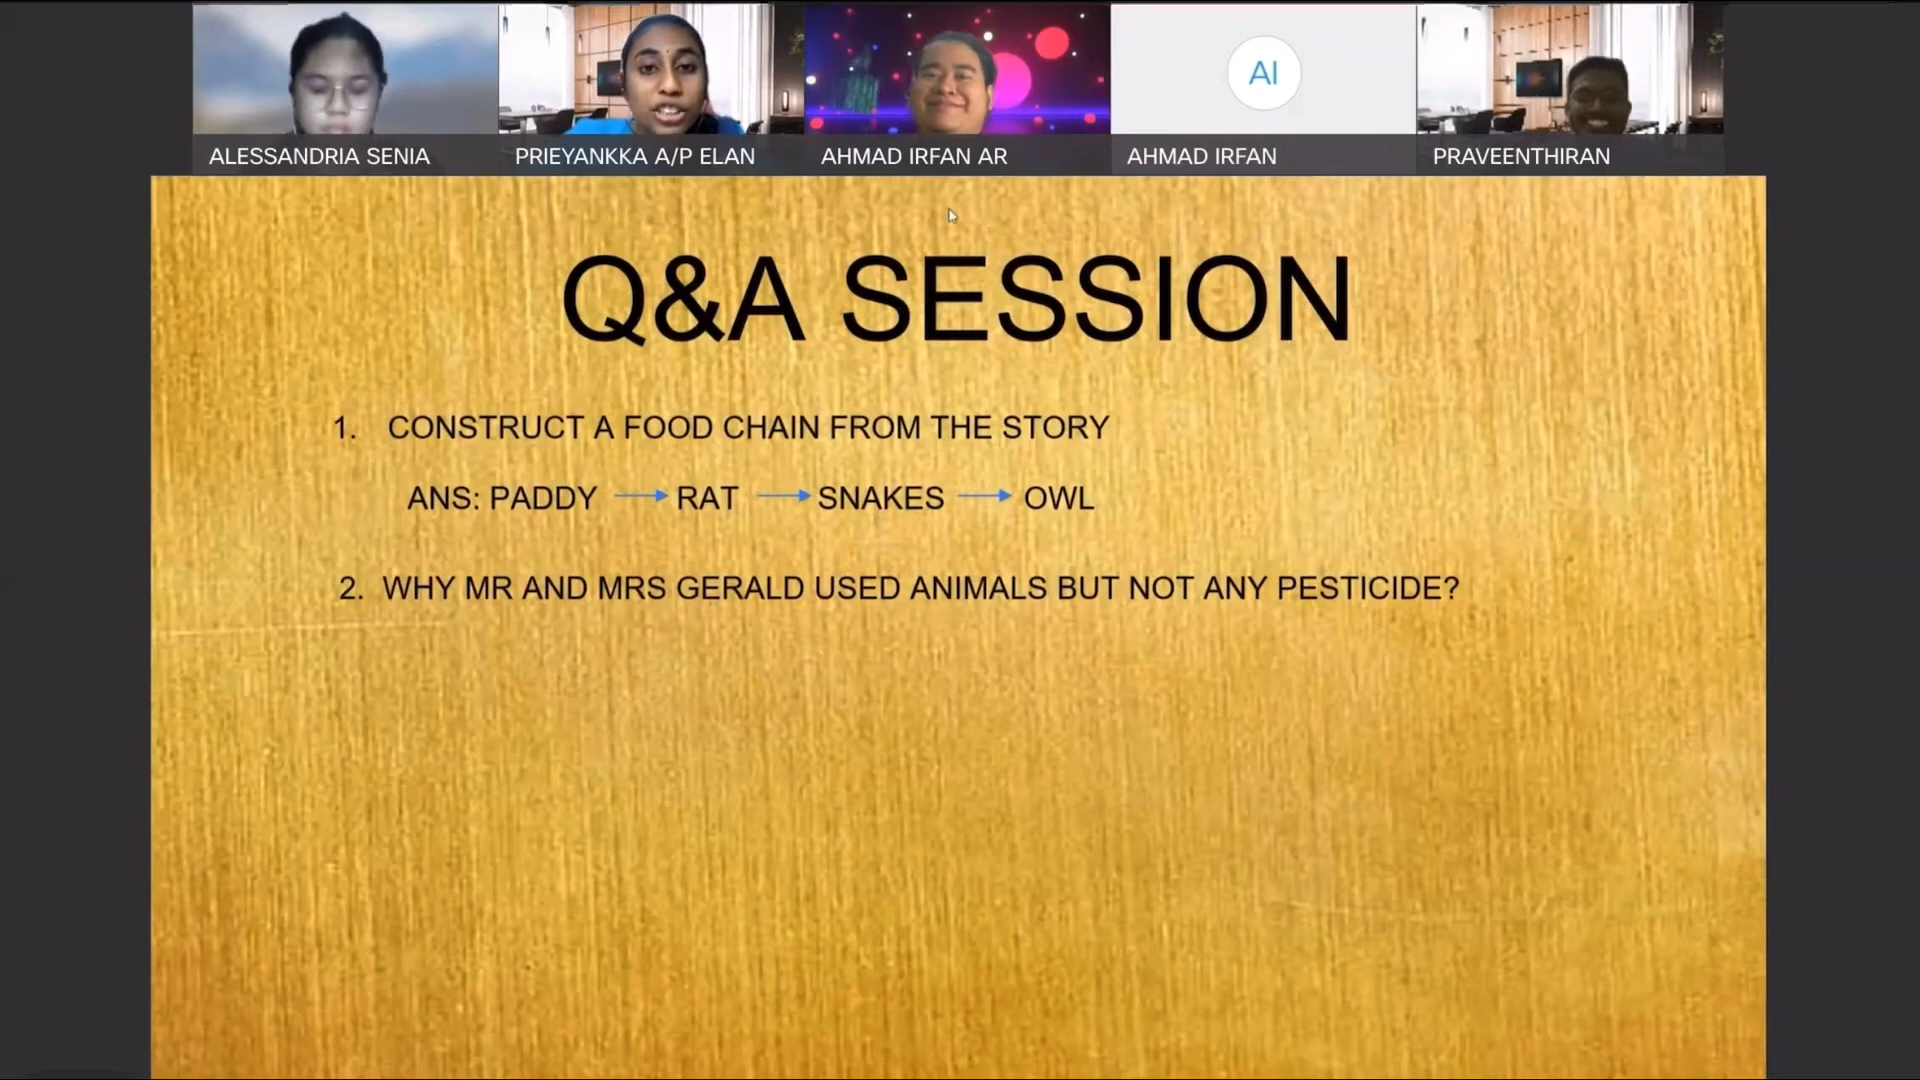 ALESSANDRIA SENIA
PRIEYANKKA A/P ELAN
AHMAD IRFAN AR
AI
AHMAD IRFAN
PRAVEENTHIRAN
Q&A SESSION
1. CONSTRUCT A FOOD CHAIN FROM THE STORY
ANS: PADDY → RAT → SNAKES → OWL
2. WHY MR AND MRS GERALD USED ANIMALS BUT NOT ANY PESTICIDE?